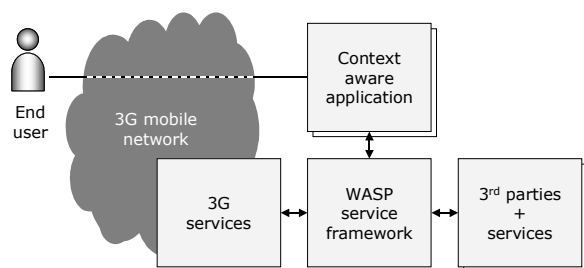 Context
aware
application
End
user
3G mobile
network
3G
services
WASP
service
framework
3rd parties
+
services